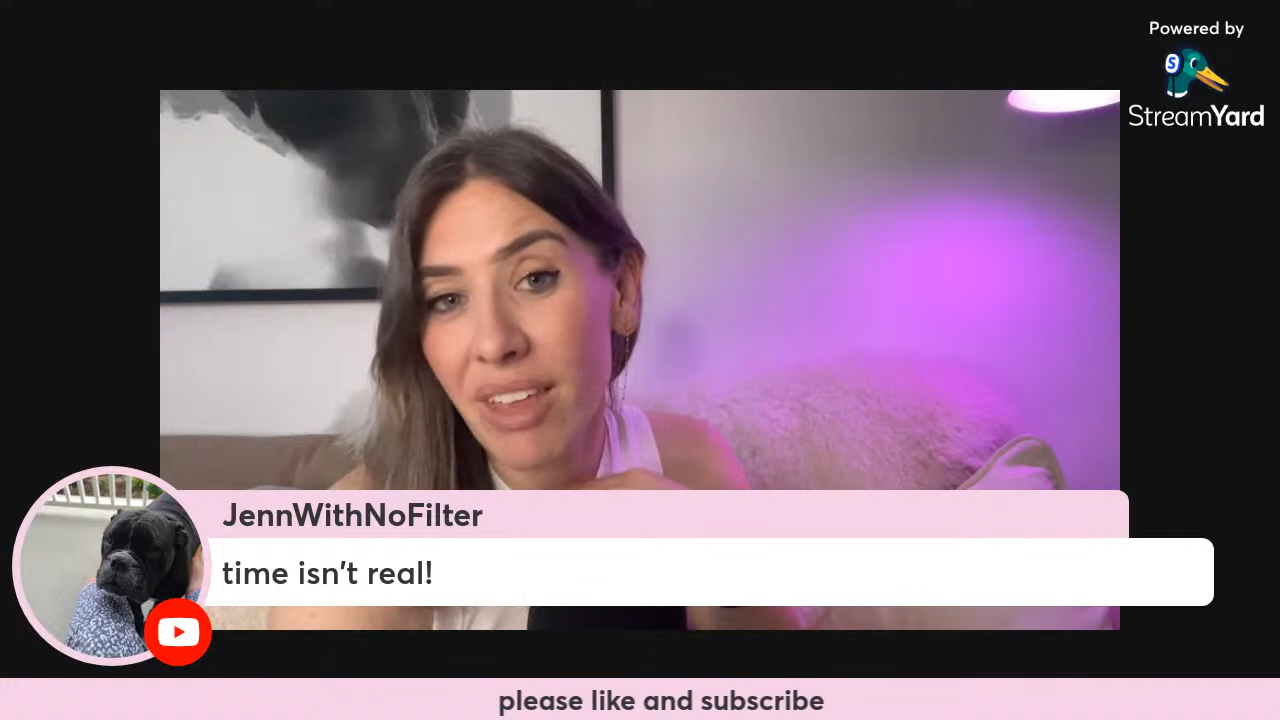 Powered by
StreamYard
JennWithNoFilter
time isn't real!
please like and subscribe